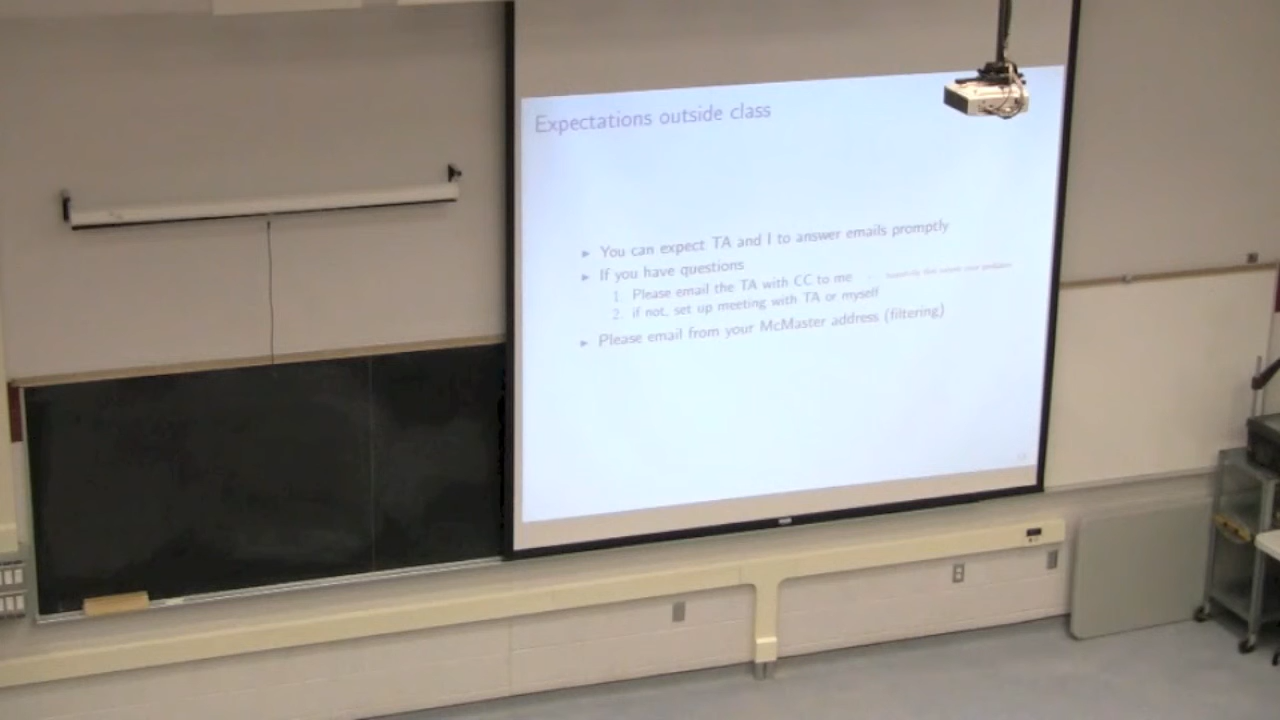 Expectations outside class
► You can expect TA and I to answer emails promptly
► If you have questions
1. Please email the TA with CC to me
2. if not, set up meeting with TA or myself
► Please email from your McMaster address (filtering)